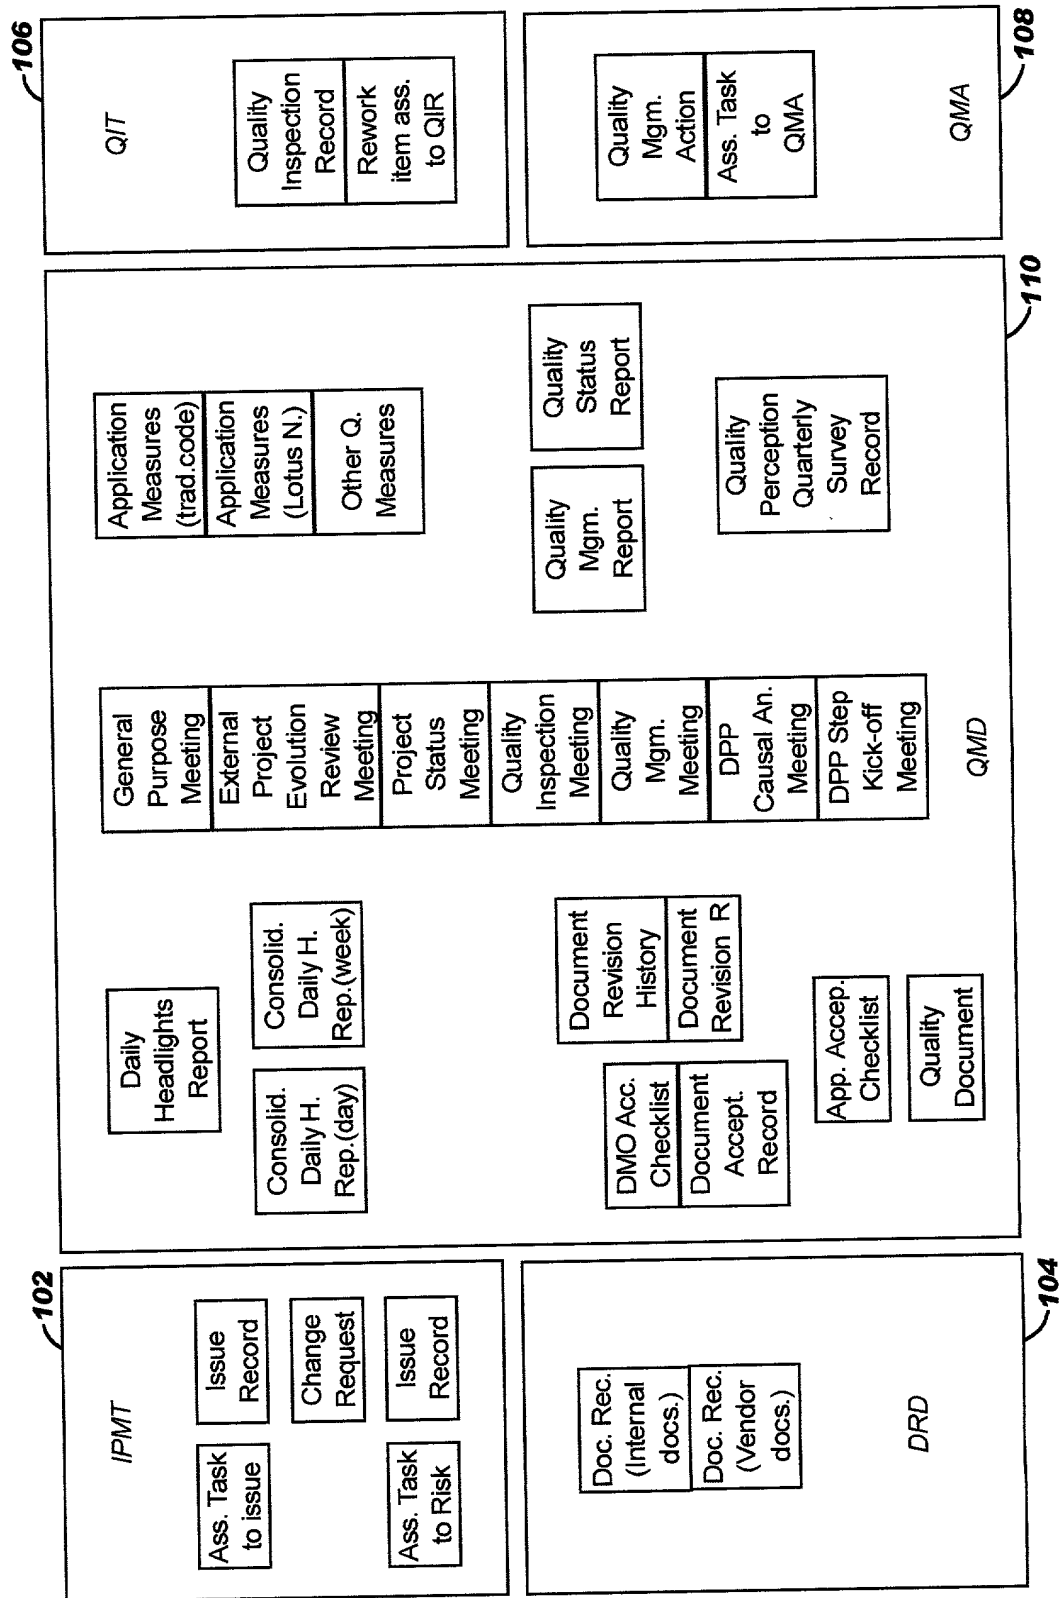 102
IPMT
Ass. Task
to issue
Issue
Record
Change
Request
Ass. Task
to Risk
Issue
Record
104
Doc. Rec.
(Internal
docs.)
Doc. Rec.
(Vendor
docs.)
DRD
Daily
Headlights
Report
Consolid.
Daily H.
Rep.(day)
Consolid.
Daily H.
Rep.(week)
DMO Acc.
Checklist
Document
Accept.
Record
Document
Revision
History
Document
Revision R
App. Accep.
Checklist
Quality
Document
General
Purpose
Meeting
External
Project
Evolution
Review
Meeting
Project
Status
Meeting
Quality
Inspection
Meeting
Quality
Mgm.
Meeting
DPP
Causal An.
Meeting
DPP Step
Kick-off
Meeting
QMD
Application
Measures
(trad.code)
Application
Measures
(Lotus N.)
Other Q.
Measures
Quality
Mgm.
Report
Quality
Status
Report
Quality
Perception
Quarterly
Survey
Record
110
106
QIT
Quality
Inspection
Record
Rework
item ass.
to QIR
Quality
Mgm.
Action
Ass. Task
to
QMA
QMA
108